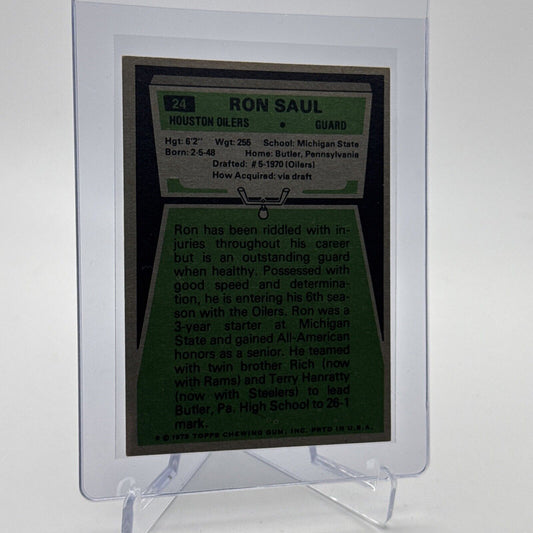 24 RON SAUL
HOUSTON OILERS • GUARD
Hgt: 6'2" Wgt: 255 School: Michigan State
Born: 2-5-48 Home: Butler, Pennsylvania
Drafted: #5-1970 (Oilers)
How Acquired: via draft
Ron has been riddled with in-
juries throughout his career
but is an outstanding guard
when healthy. Possessed with
good speed and determina-
tion, he is entering his 6th sea-
son with the Oilers. Ron was a
3-year starter at Michigan
State and gained All-American
honors as a senior. He teamed
with twin brother Rich (now
with Rams) and Terry Hanratty
(now with Steelers) to lead
Butler, Pa. High School to 26-1
mark.
* © 1975 TOPPS CHEWING GUM, INC. PRTD IN U.S.A.